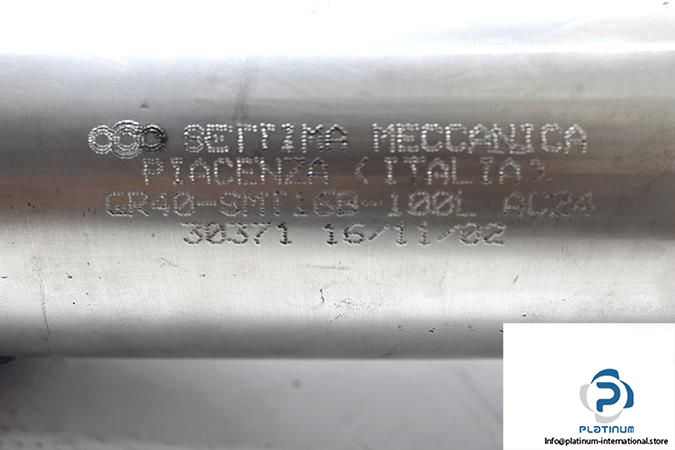 SETTIMA MECCANICA
PIACENZA (ITALIA)
GR40-SMT16B-100L AC24
30371 16/11/02
PLATINUM
Info@platinum-international.store